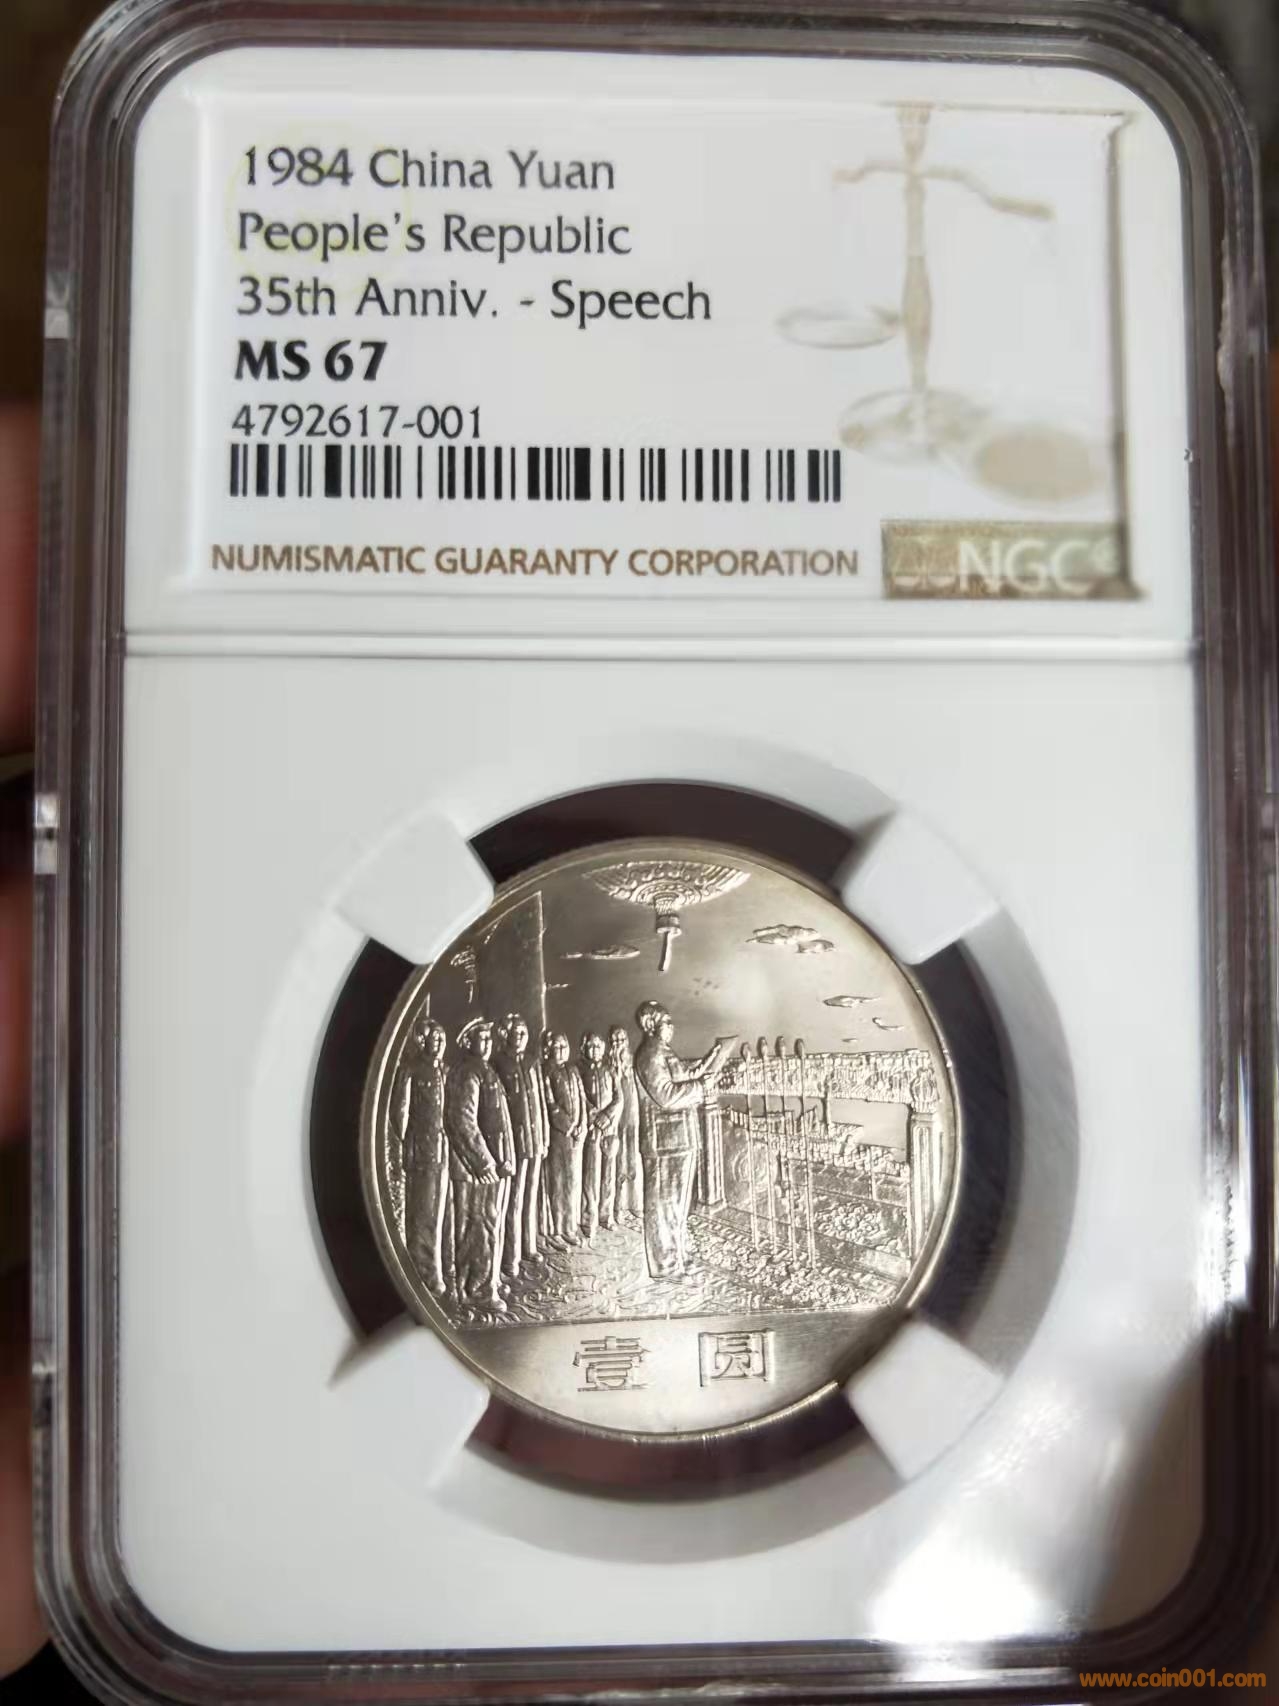 1984 China Yuan
People's Republic
35th Anniv. - Speech
MS 67
4792617-001
NUMISMATIC GUARANTY CORPORATION
NGC
壹圆
www.coin001.com